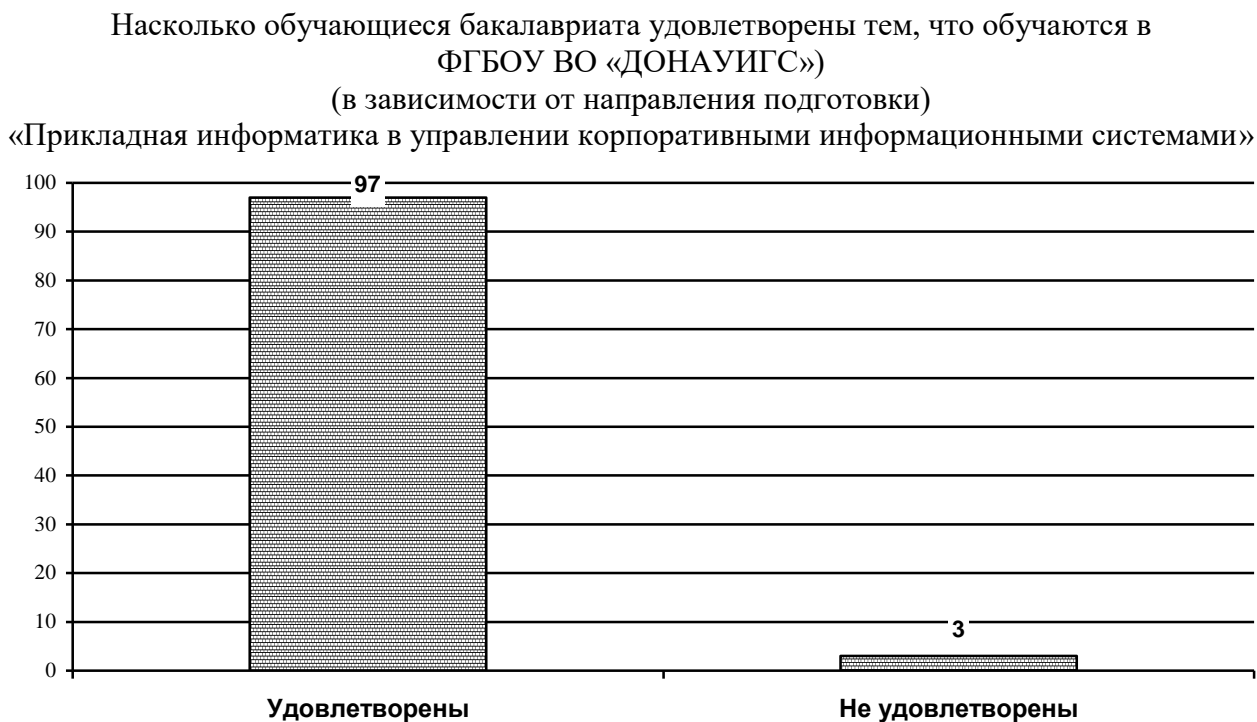 Насколько обучающиеся бакалавриата удовлетворены тем, что обучаются в
ФГБОУ ВО «ДОНАУИГС»)
(в зависимости от направления подготовки)
«Прикладная информатика в управлении корпоративными информационными системами»
100
97
90
80
70
60
50
40
30
20
10
3
0
Удовлетворены
Не удовлетворены